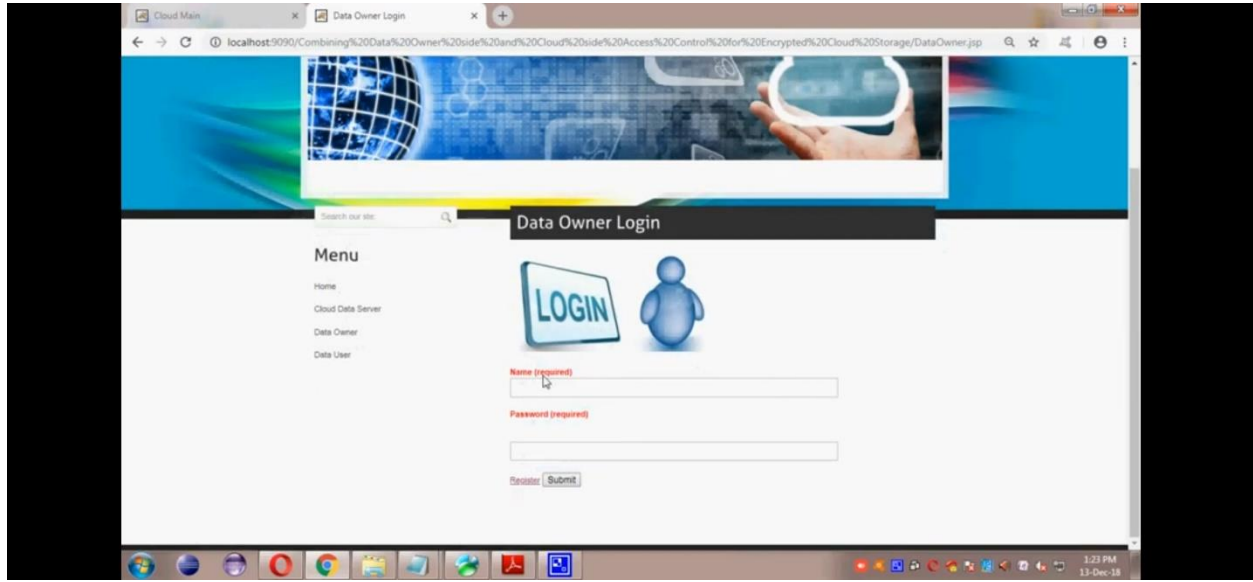 Cloud Main
Data Owner Login
localhost:9090/Combining%20Data%20Owner%20side%20and%20Cloud%20side%20Access%20Control%20for%20Encrypted%20Cloud%20Storage/DataOwner.jsp
Search our site:
Data Owner Login
Menu
Home
Cloud Data Server
Data Owner
Data User
LOGIN
Name (required)
Password (required)
Register Submit
1:23 PM
13-Dec-18